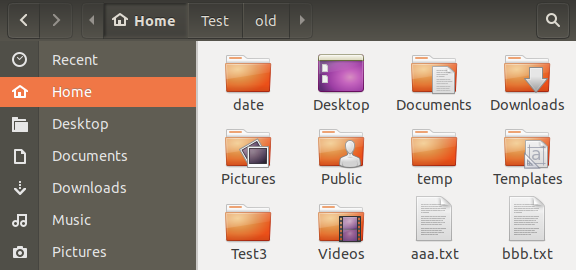 Home Test old
Recent
Home
Desktop
Documents
Downloads
Music
Pictures
date Desktop Documents Downloads
Pictures Public temp Templates
Test3 Videos aaa.txt bbb.txt